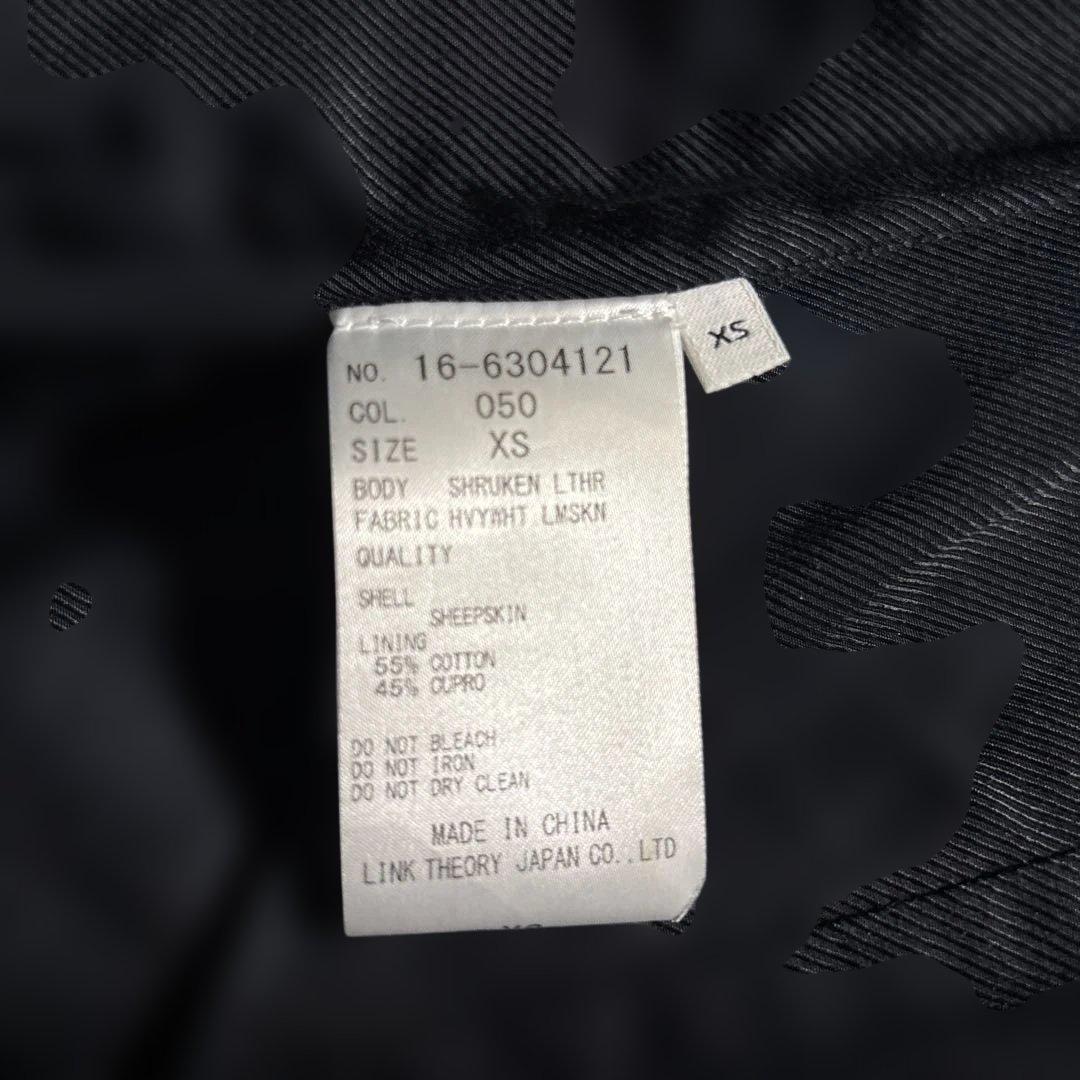 XS
NO. 16-6304121
COL. 050
SIZE XS
BODY SHRUKEN LTHR
FABRIC HVYWHT LMSKN
QUALITY
SHELL
SHEEPSKIN
LINING
55% COTTON
45% CUPRO
DO NOT BLEACH
DO NOT IRON
DO NOT DRY CLEAN
MADE IN CHINA
LINK THEORY JAPAN CO.,LTD